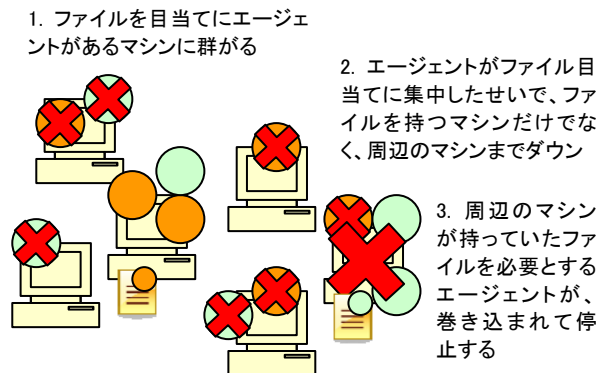 1. ファイルを目当てにエージェ
ントがあるマシンに群がる
2. エージェントがファイル目
当てに集中したせいで、ファ
イルを持つマシンだけでな
く、周辺のマシンまでダウン
3. 周辺のマシン
が持っていたファ
イルを必要とする
エージェントが、
巻き込まれて停
止する